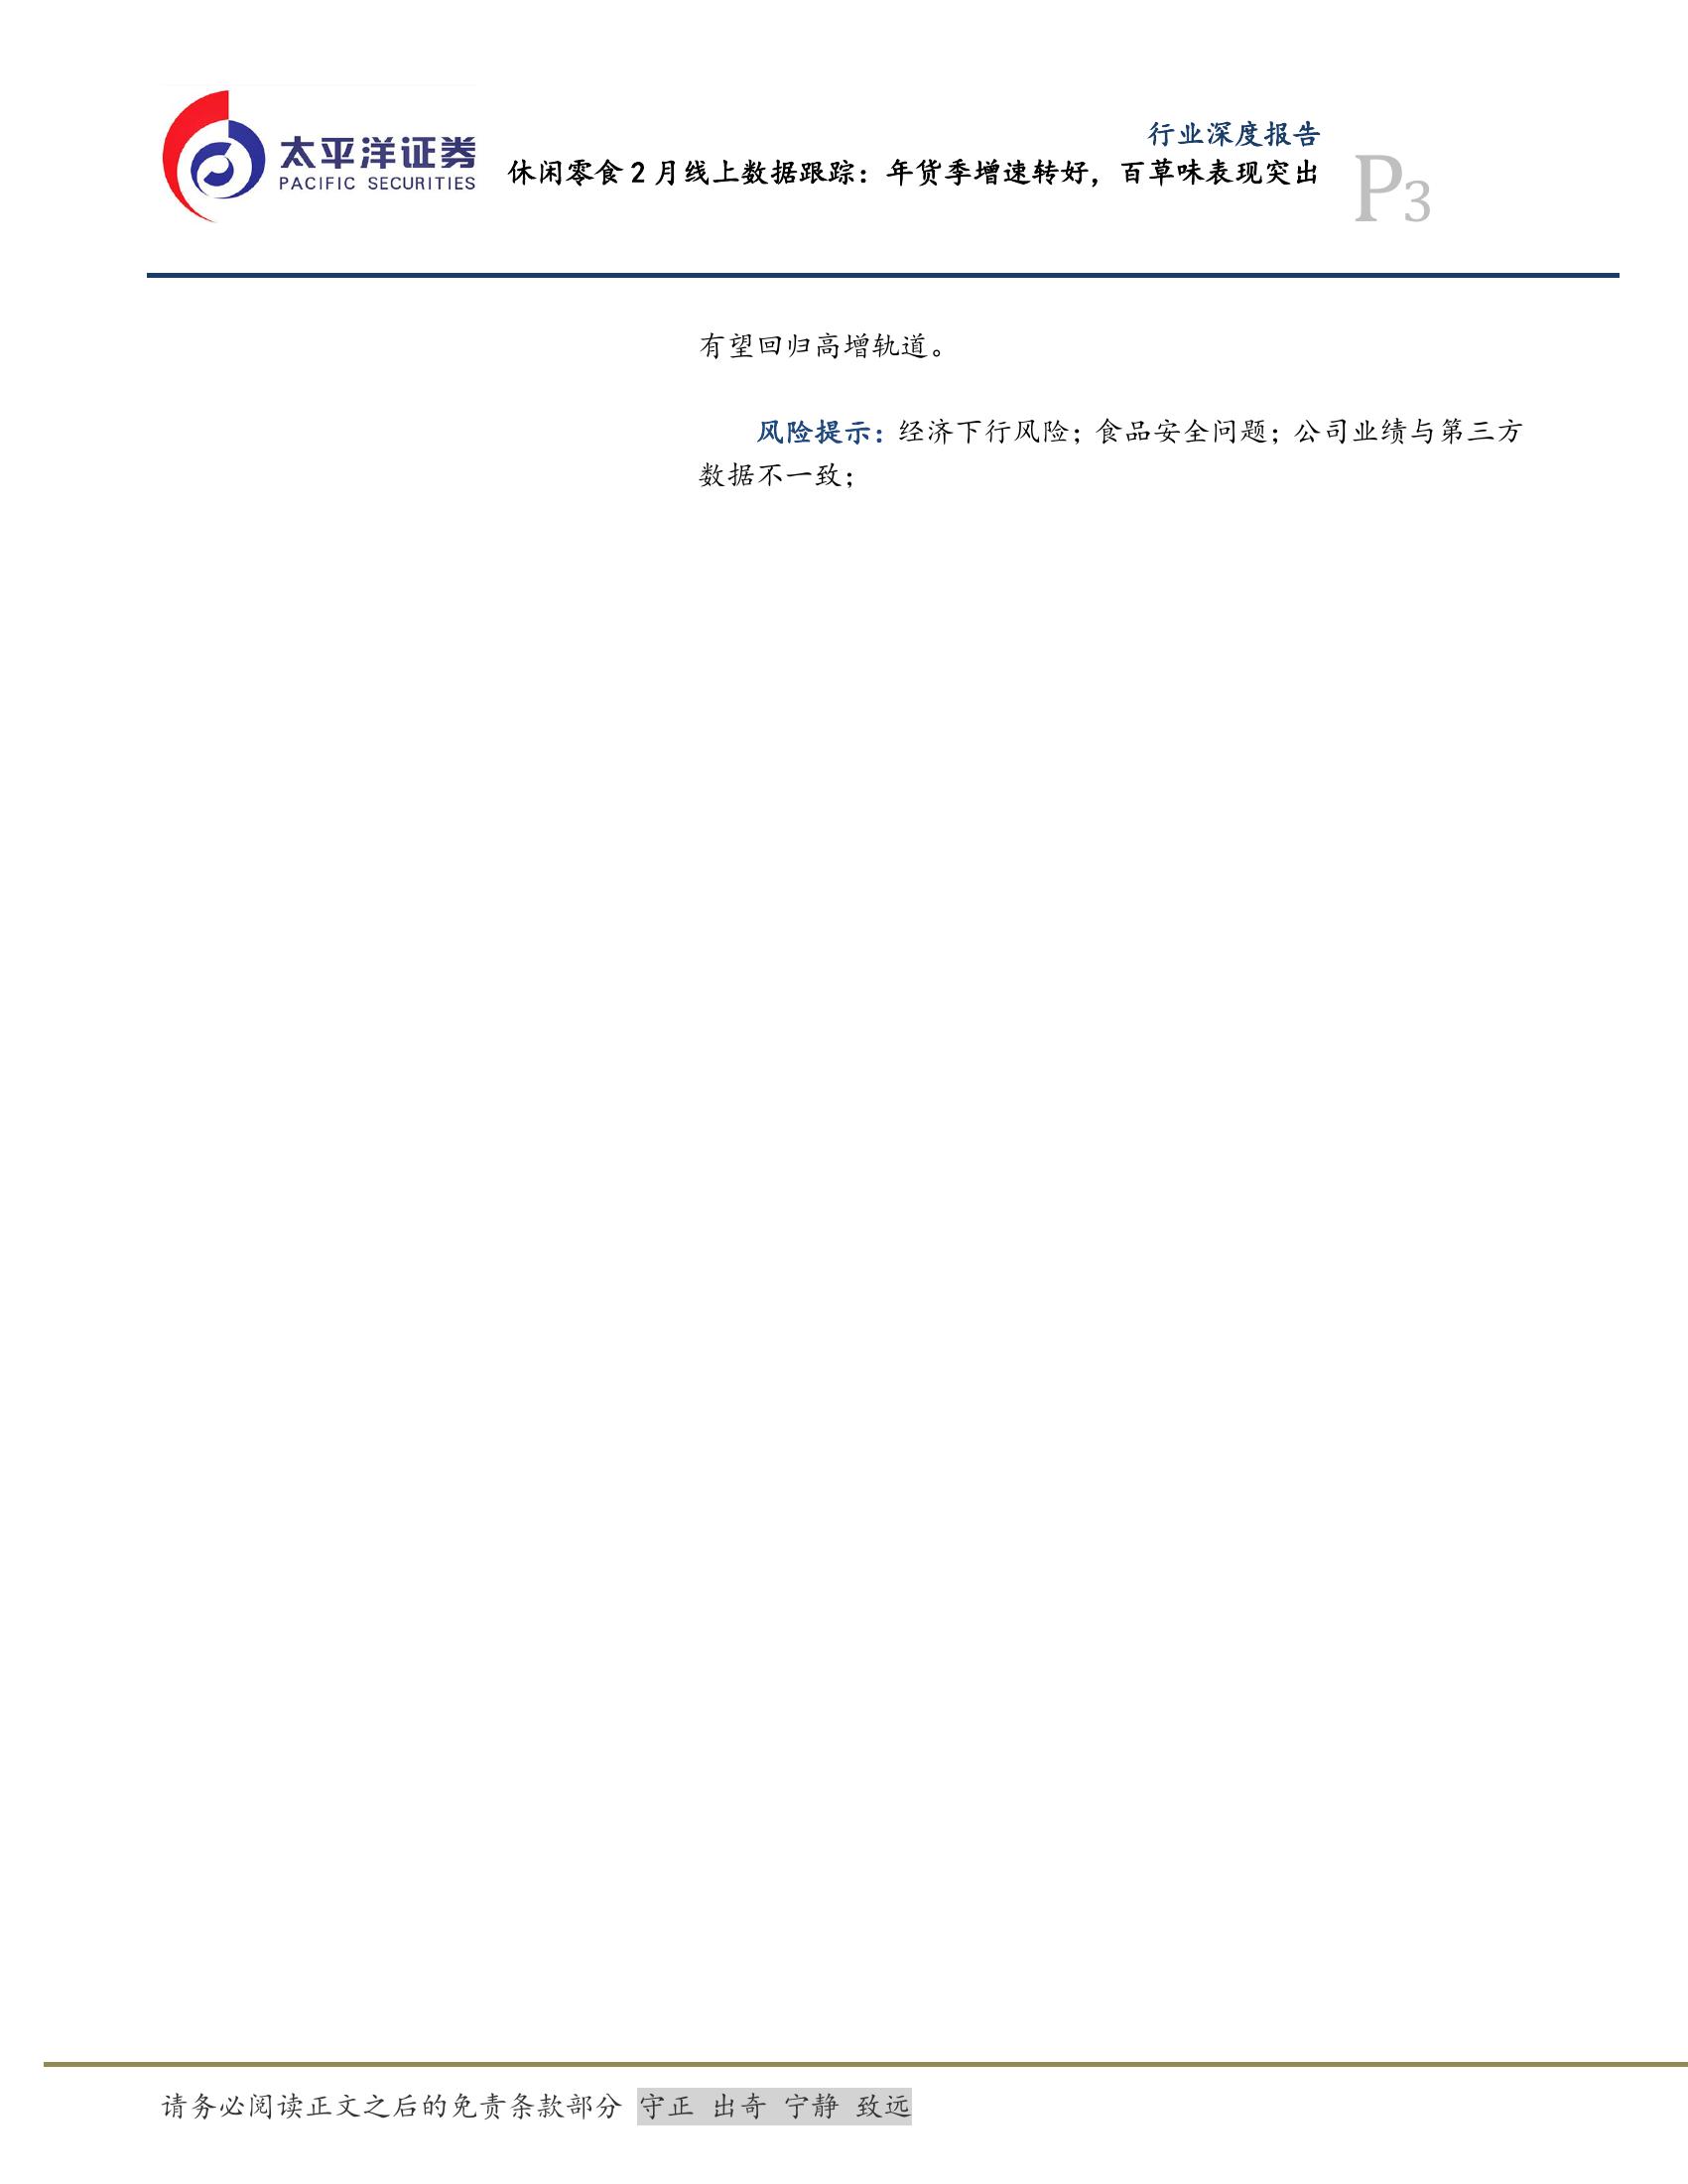 太平洋证券
PACIFIC SECURITIES
行业深度报告
休闲零食2月线上数据跟踪：年货季增速转好，百草味表现突出
P3
有望回归高增轨道。
风险提示：经济下行风险；食品安全问题；公司业绩与第三方
数据不一致；
请务必阅读正文之后的免责条款部分 守正 出奇 宁静 致远